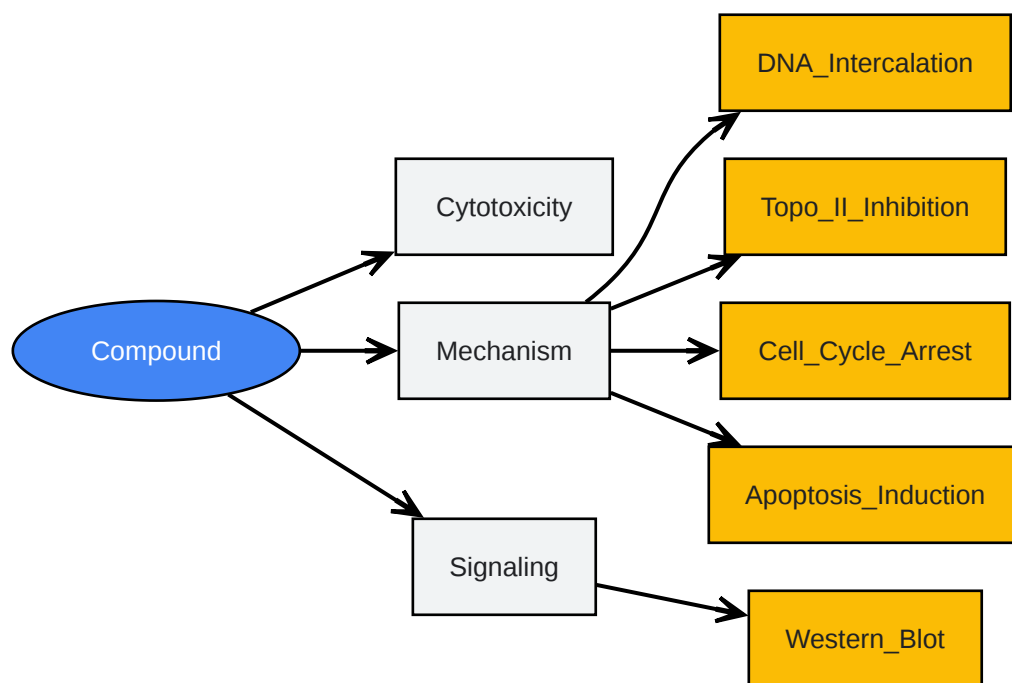 DNA_Intercalation
Cytotoxicity
Topo_II_Inhibition
Compound
Mechanism
Cell_Cycle_Arrest
Apoptosis_Induction
Signaling
Western_Blot